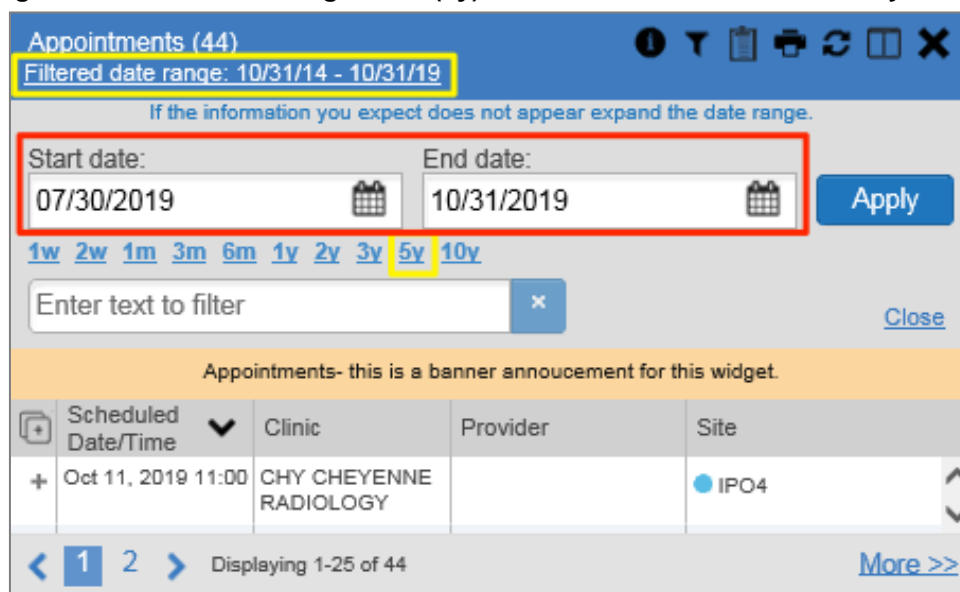 Appointments (44)
Filtered date range: 10/31/14 - 10/31/19
If the information you expect does not appear expand the date range.
Start date: End date:
07/30/2019 10/31/2019 Apply
1w 2w 1m 3m 6m 1y 2y 3y 5y 10y
Enter text to filter ×
Close
Appointments- this is a banner annoucement for this widget.
Scheduled
Date/Time Clinic Provider Site
+ Oct 11, 2019 11:00 CHY CHEYENNE
RADIOLOGY IPO4
1 2 Displaying 1-25 of 44 More >>